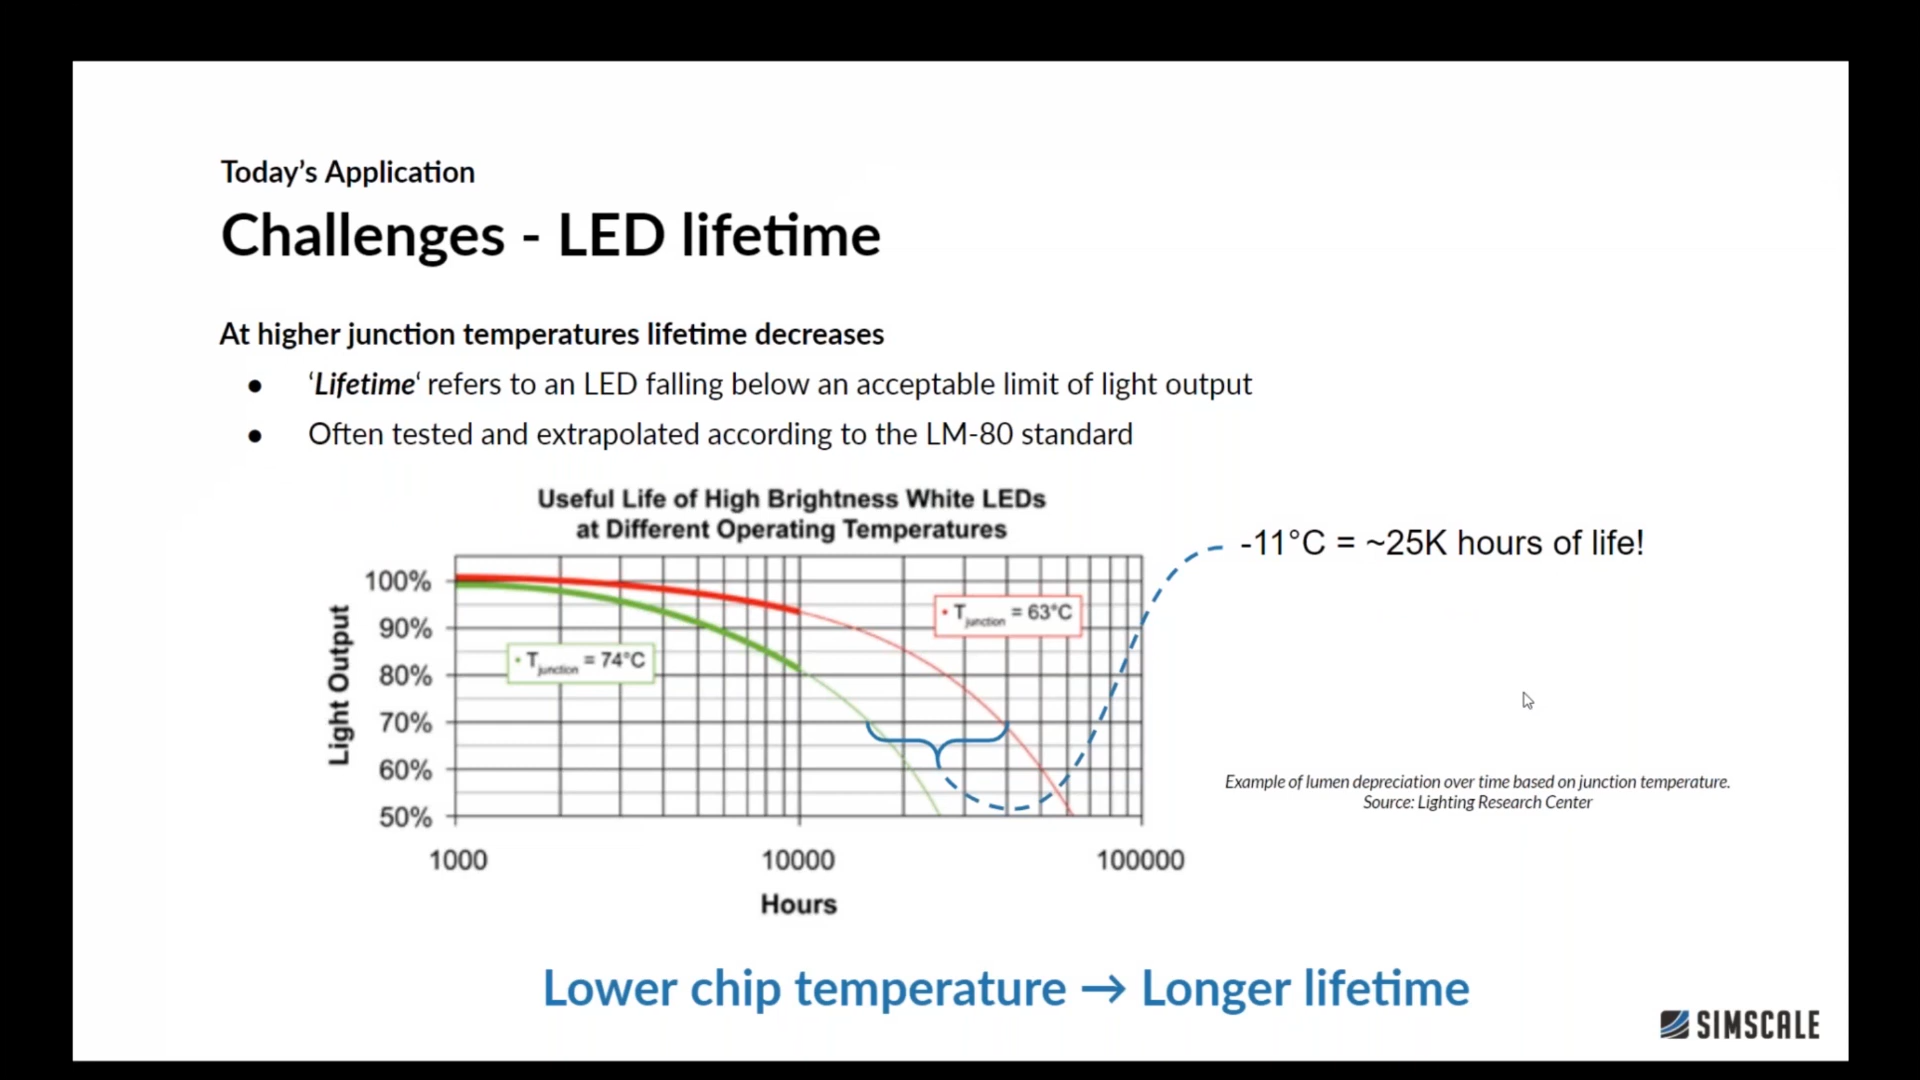 Today's Application
Challenges - LED lifetime
At higher junction temperatures lifetime decreases
● ‘Lifetime‘ refers to an LED falling below an acceptable limit of light output
● Often tested and extrapolated according to the LM-80 standard
Useful Life of High Brightness White LEDs
at Different Operating Temperatures
-11°C = ~25K hours of life!
100%
90%
80%
70%
60%
50%
Light Output
• Tjunction = 63°C
• Tjunction = 74°C
Example of lumen depreciation over time based on junction temperature.
Source: Lighting Research Center
1000
10000
100000
Hours
Lower chip temperature → Longer lifetime
SIMSCALE